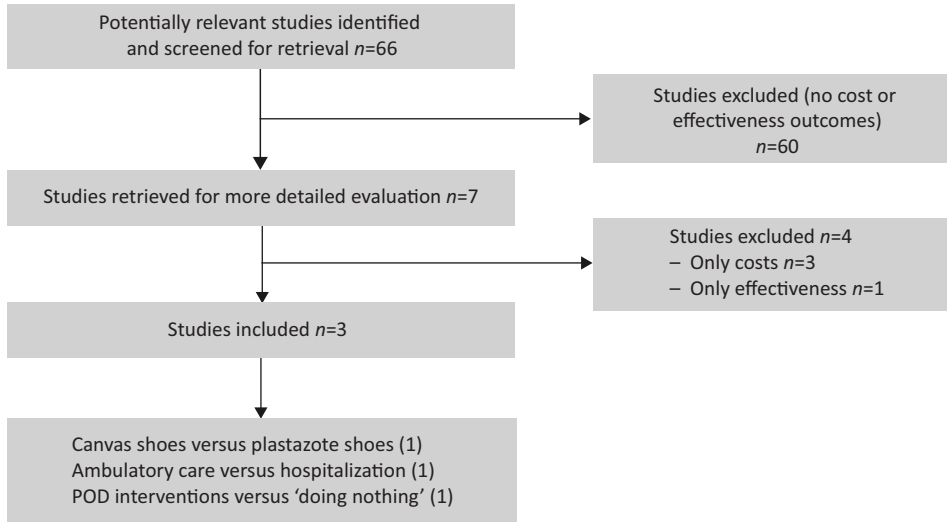 Potentially relevant studies identified
and screened for retrieval n=66
Studies excluded (no cost or
effectiveness outcomes)
n=60
Studies retrieved for more detailed evaluation n=7
Studies excluded n=4
– Only costs n=3
– Only effectiveness n=1
Studies included n=3
Canvas shoes versus plastazote shoes (1)
Ambulatory care versus hospitalization (1)
POD interventions versus ‘doing nothing’ (1)